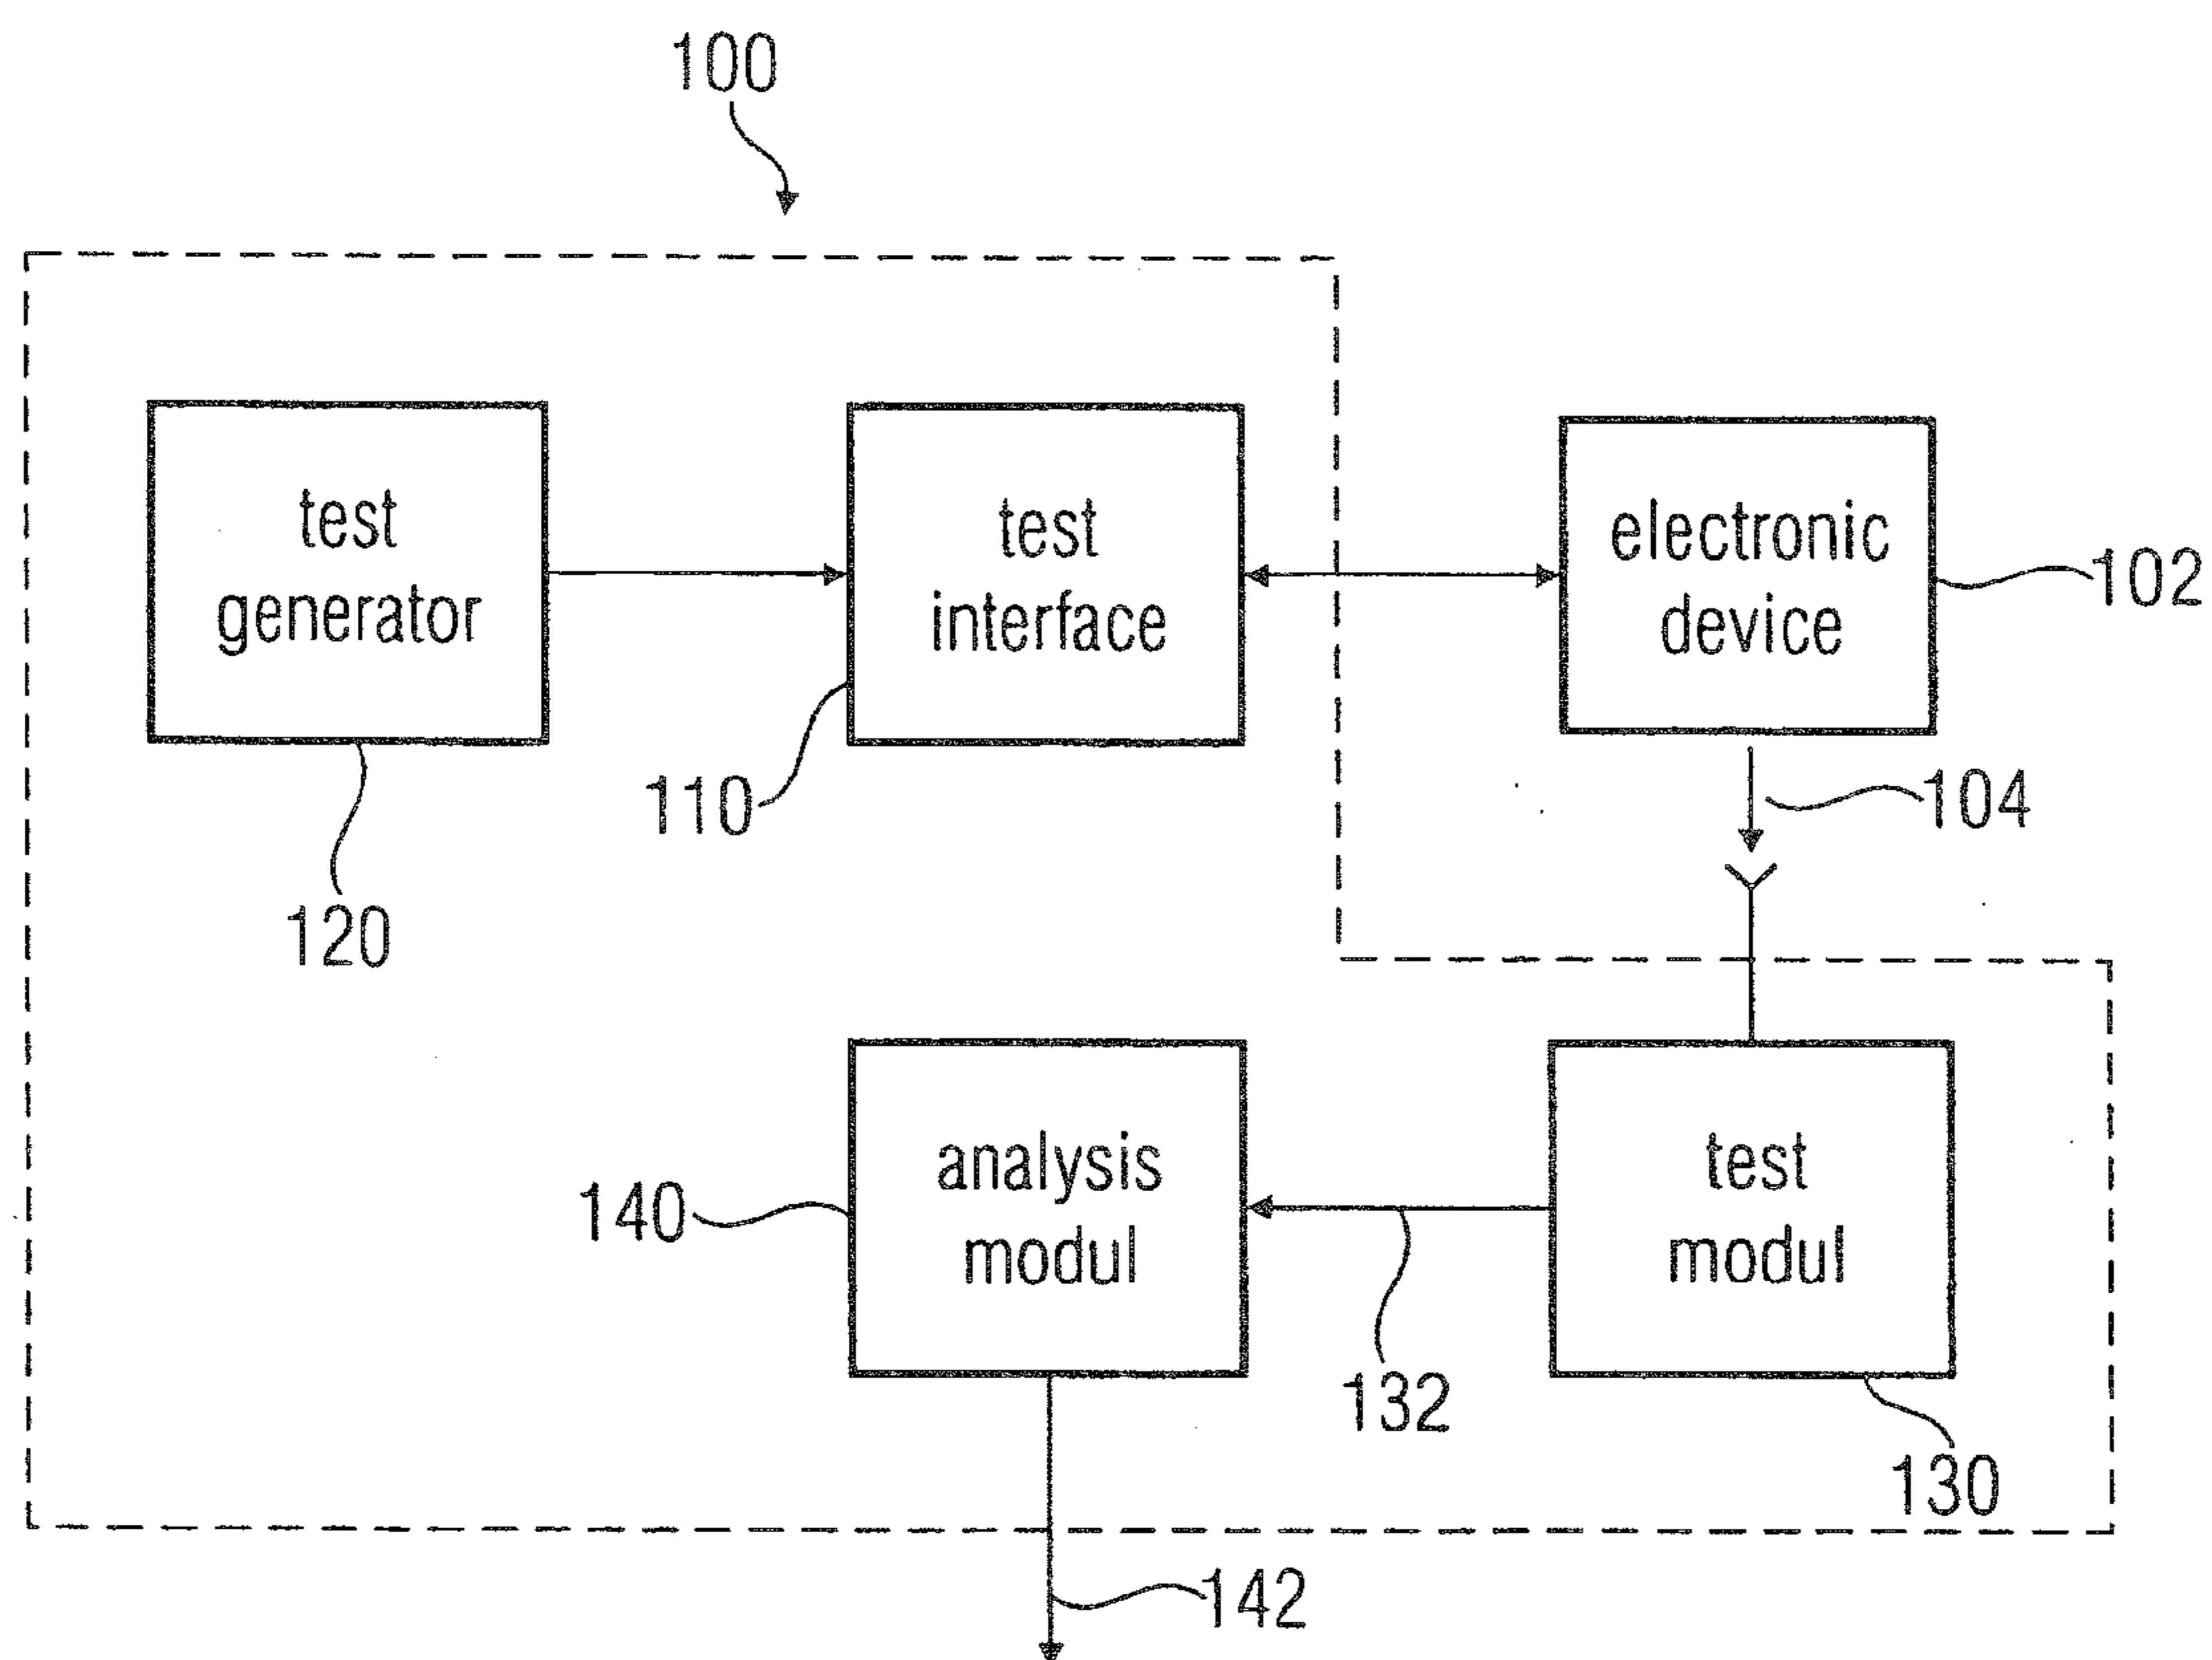 100
test
generator
test
interface
electronic
device
102
110
104
120
analysis
modul
test
modul
140
132
130
142